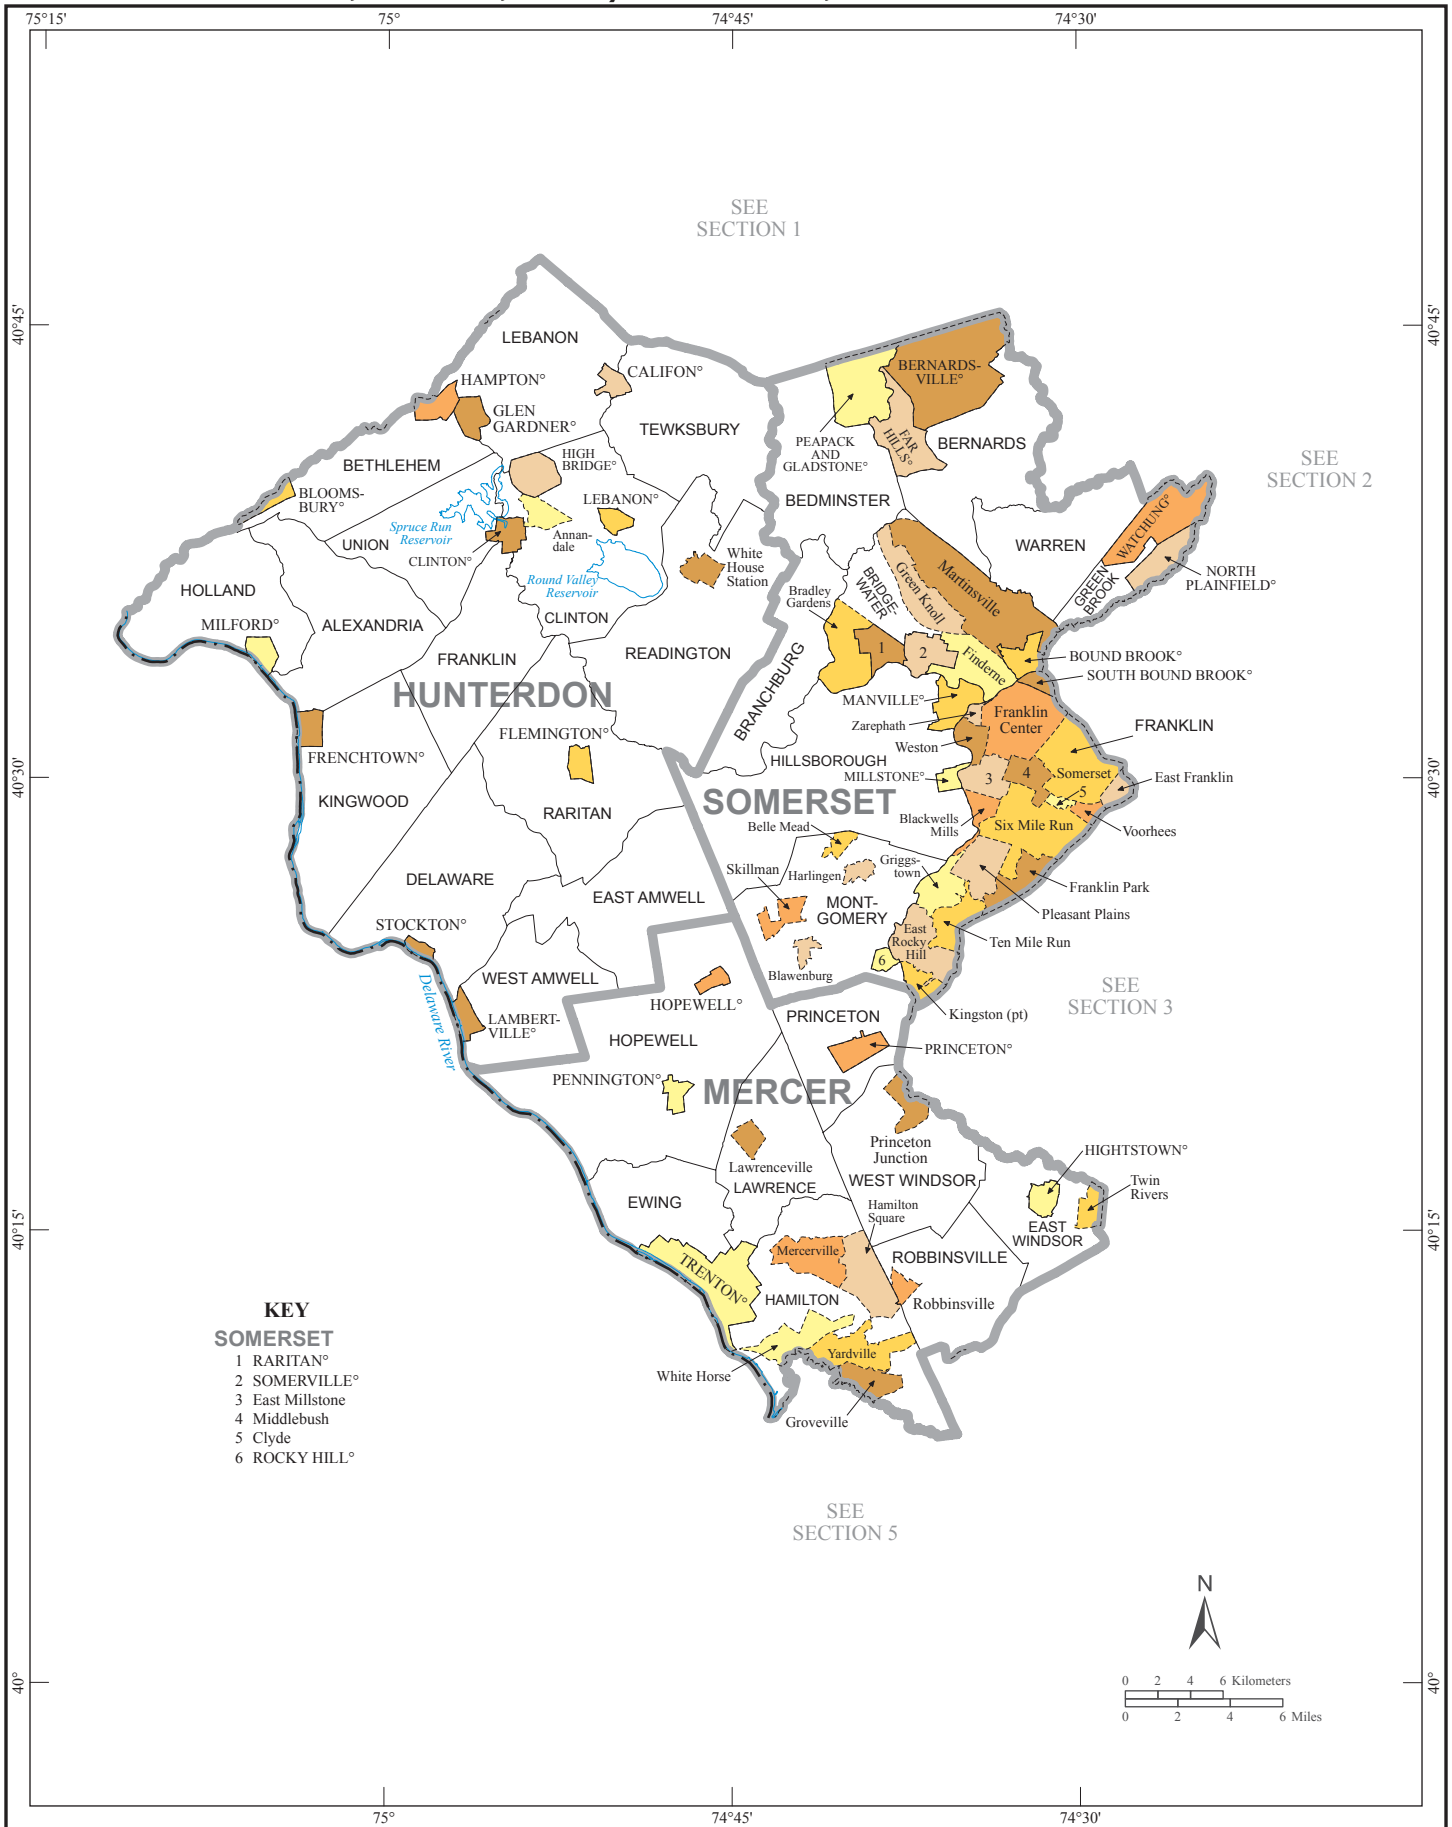 75°15'
75°
74°45'
74°30'
SEE
SECTION 1
40°45'
40°45'
LEBANON
HAMPTON°
CALIFON°
GLEN
GARDNER°
TEWKSBURY
BERNARDS-
VILLE°
PEAPACK
AND
GLADSTONE°
FAR
HILLS°
BERNARDS
BETHLEHEM
HIGH
BRIDGE°
SEE
SECTION 2
BLOOMS-
BURY°
LEBANON°
BEDMINSTER
WATCHUNG°
Spruce Run
Reservoir
Annan-
dale
UNION
CLINTON°
WARREN
White
House
Station
NORTH
PLAINFIELD°
GREEN
BROOK
Round Valley
Reservoir
HOLLAND
Bradley
Gardens
BRIDGE-
WATER
Green Knoll
Martinsville
MILFORD°
ALEXANDRIA
CLINTON
FRANKLIN
READINGTON
1
2
Finderne
BOUND BROOK°
SOUTH BOUND BROOK°
HUNTERDON
BRANCHBURG
MANVILLE°
Zarephath
Franklin
Center
FRANKLIN
FLEMINGTON°
Weston
FRENCHTOWN°
HILLSBOROUGH
MILLSTONE°
3
4
Somerset
East Franklin
40°30'
40°30'
5
KINGWOOD
SOMERSET
RARITAN
Blackwells
Mills
Six Mile Run
Voorhees
Belle Mead
Skillman
Harlingen
Griggs-
town
DELAWARE
Franklin Park
EAST AMWELL
MONT-
GOMERY
Pleasant Plains
STOCKTON°
East
Rocky
Hill
Ten Mile Run
6
Blawenburg
WEST AMWELL
Delaware River
HOPEWELL°
SEE
SECTION 3
LAMBERT-
VILLE°
PRINCETON
Kingston (pt)
HOPEWELL
PRINCETON°
PENNINGTON°
MERCER
Princeton
Junction
Lawrenceville
HIGHTSTOWN°
LAWRENCE
WEST WINDSOR
Twin
Rivers
EWING
Hamilton
Square
EAST
WINDSOR
40°15'
40°15'
Mercerville
ROBBINSVILLE
TRENTON°
HAMILTON
Robbinsville
KEY
SOMERSET
1 RARITAN°
2 SOMERVILLE°
3 East Millstone
4 Middlebush
5 Clyde
6 ROCKY HILL°
Yardville
White Horse
Groveville
SEE
SECTION 5
N
40°
40°
0 2 4 6 Kilometers
0 2 4 6 Miles
75°
74°45'
74°30'